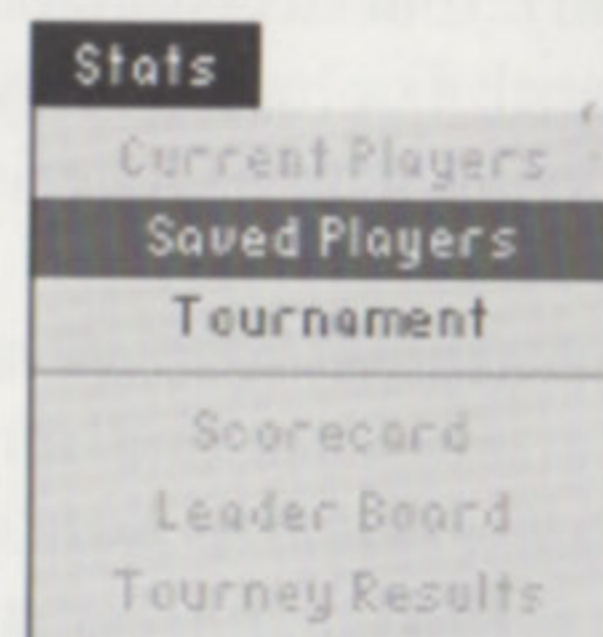 Stats
Current Players
Saved Players
Tournament
Scorecard
Leader Board
Tourney Results